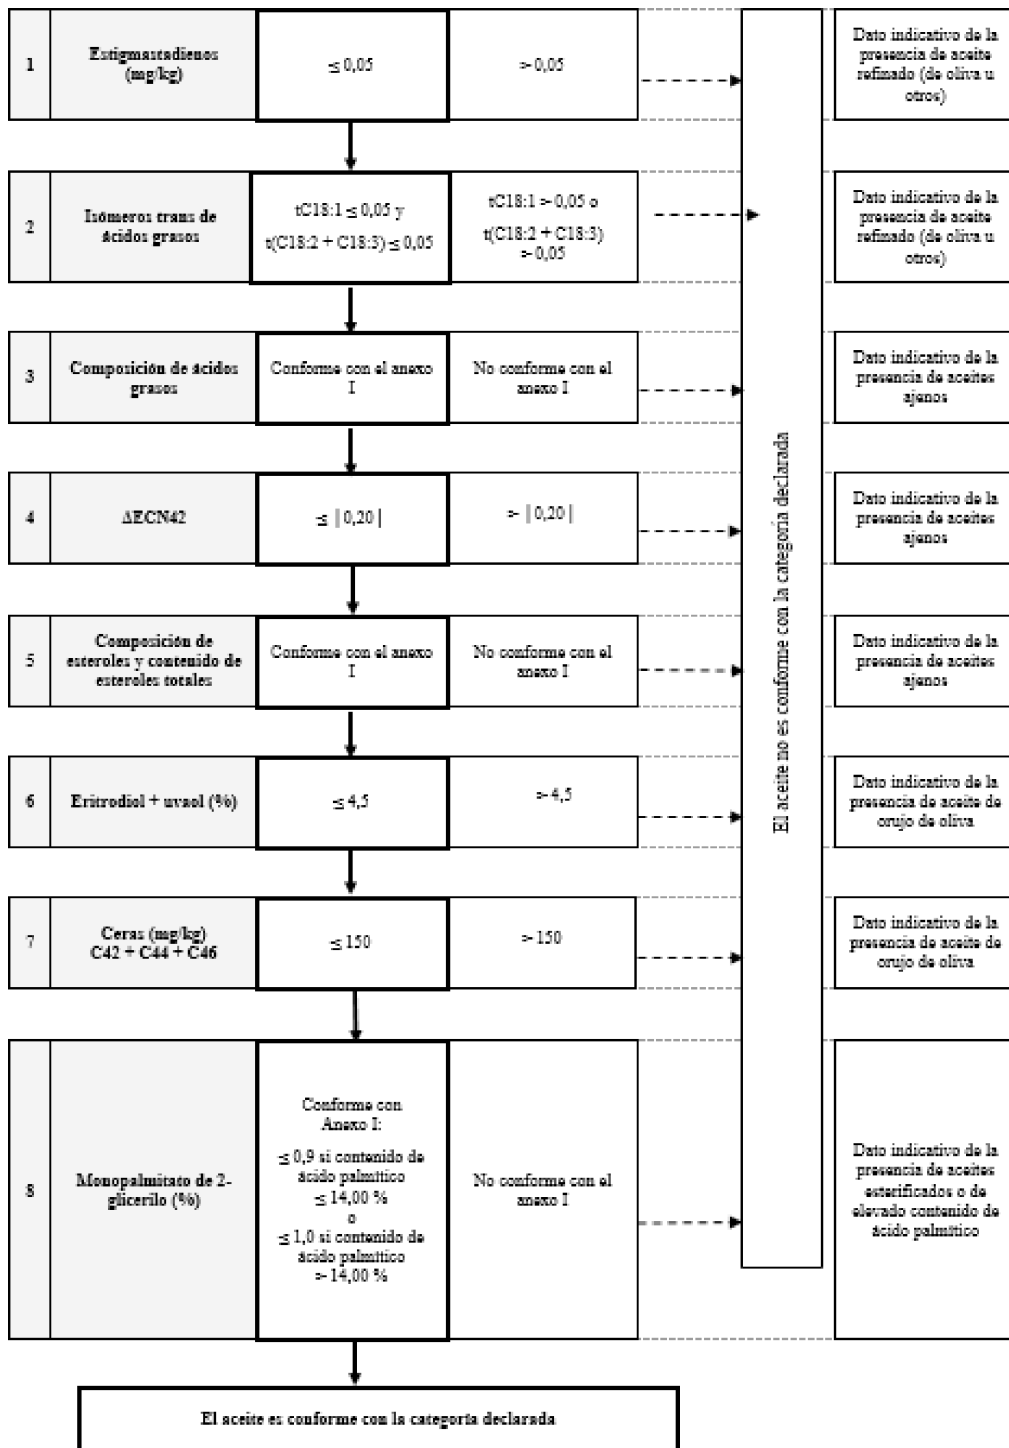 1
Estigmastadienos
(mg/kg)
≤ 0,05
> 0,05
Dato indicativo de la
presencia de aceite
refinado (de oliva u
otros)
2
Isómeros trans de
ácidos grasos
tC18:1 ≤ 0,05 y
t(C18:2 + C18:3) ≤ 0,05
tC18:1 > 0,05 o
t(C18:2 + C18:3)
> 0,05
Dato indicativo de la
presencia de aceite
refinado (de oliva u
otros)
3
Composición de ácidos
grasos
Conforme con el anexo
I
No conforme con el
anexo I
Dato indicativo de la
presencia de aceites
ajenos
4
ΔECN42
≤ | 0,20 |
> | 0,20 |
Dato indicativo de la
presencia de aceites
ajenos
5
Composición de
esteroles y contenido de
esteroles totales
Conforme con el anexo
I
No conforme con el
anexo I
Dato indicativo de la
presencia de aceites
ajenos
6
Eritrodiol + uvaol (%)
≤ 4,5
> 4,5
Dato indicativo de la
presencia de aceite de
orujo de oliva
7
Ceras (mg/kg)
C42 + C44 + C46
≤ 150
> 150
Dato indicativo de la
presencia de aceite de
orujo de oliva
8
Monopalmitato de 2-
glicerilo (%)
Conforme con
Anexo I:
≤ 0,9 si contenido de
ácido palmítico
≤ 14,00 %
o
≤ 1,0 si contenido de
ácido palmítico
> 14,00 %
No conforme con el
anexo I
Dato indicativo de la
presencia de aceites
esterificados o de
elevado contenido de
ácido palmítico
El aceite no es conforme con la categoría declarada
El aceite es conforme con la categoría declarada